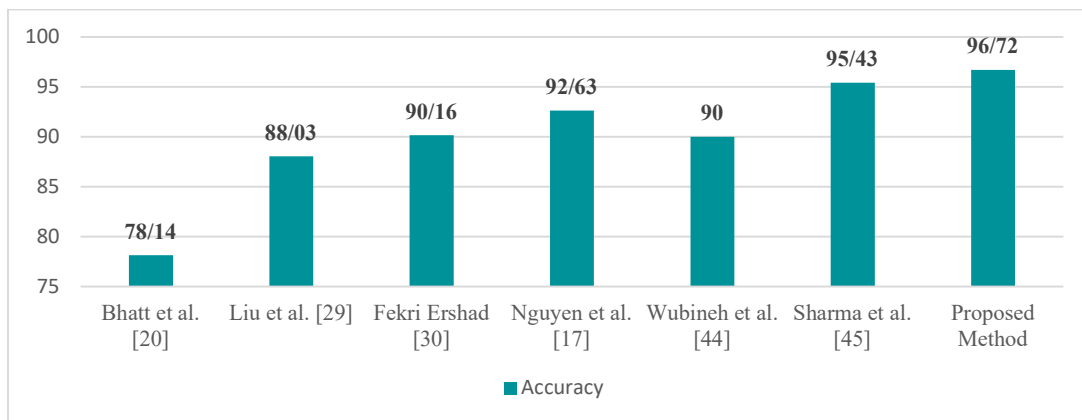 100
95
90
85
80
75
78/14
88/03
90/16
92/63
90
95/43
96/72
Bhatt et al.
[20]
Liu et al. [29]
Fekri Ershad
[30]
Nguyen et al.
[17]
Wubineh et al.
[44]
Sharma et al.
[45]
Proposed
Method
Accuracy